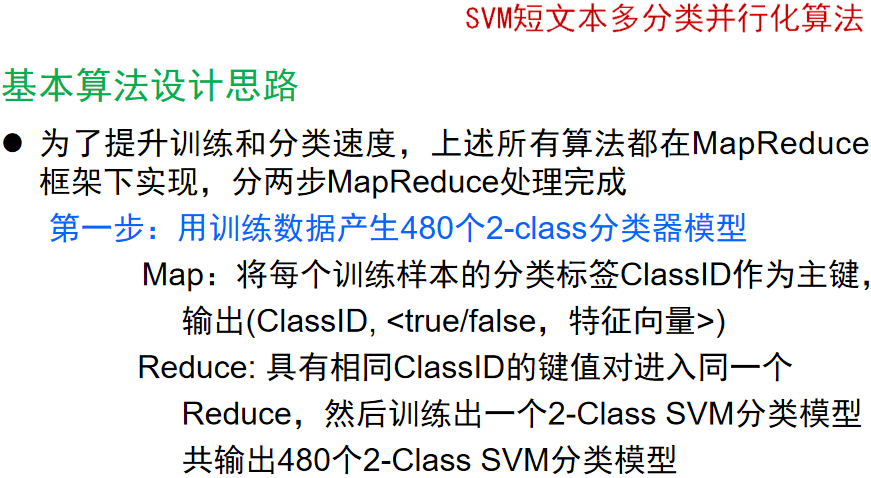 SVM短文本多分类并行化算法
基本算法设计思路
● 为了提升训练和分类速度，上述所有算法都在MapReduce
框架下实现，分两步MapReduce处理完成
第一步：用训练数据产生480个2-class分类器模型
Map：将每个训练样本的分类标签ClassID作为主键，
输出(ClassID, <true/false，特征向量>)
Reduce: 具有相同ClassID的键值对进入同一个
Reduce，然后训练出一个2-Class SVM分类模型
共输出480个2-Class SVM分类模型